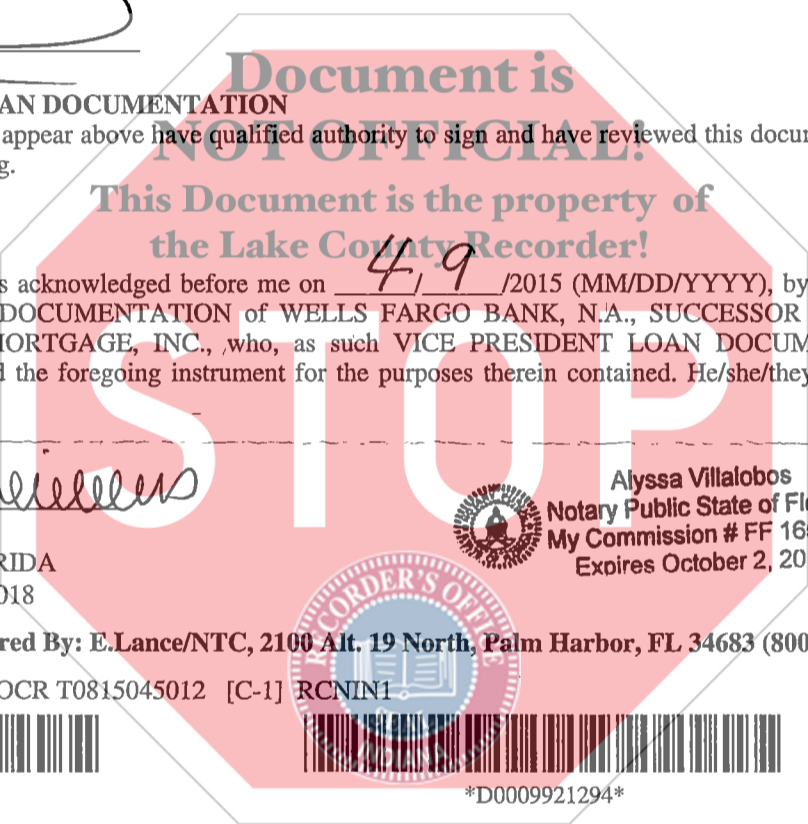 Document is
AN DOCUMENTATION
NOT OFFICIAL!
appear above have qualified authority to sign and have reviewed this docu
g.
This Document is the property of
the Lake County Recorder!
s acknowledged before me on 4/9/2015 (MM/DD/YYYY), by
DOCUMENTATION of WELLS FARGO BANK, N.A., SUCCESSOR
ORTGAGE, INC., who, as such VICE PRESIDENT LOAN DOCUM
the foregoing instrument for the purposes therein contained. He/she/they
STOP
Alyssa Villalobos
Notary Public State of Flo
My Commission # FF 16
Expires October 2, 20
RIDA
018
RECORDER'S OFFICE
red By: E.Lance/NTC, 2100 Alt. 19 North, Palm Harbor, FL 34683 (800
OCR T0815045012 [C-1] RCNIN1
SEAL
INDIANA
*D0009921294*